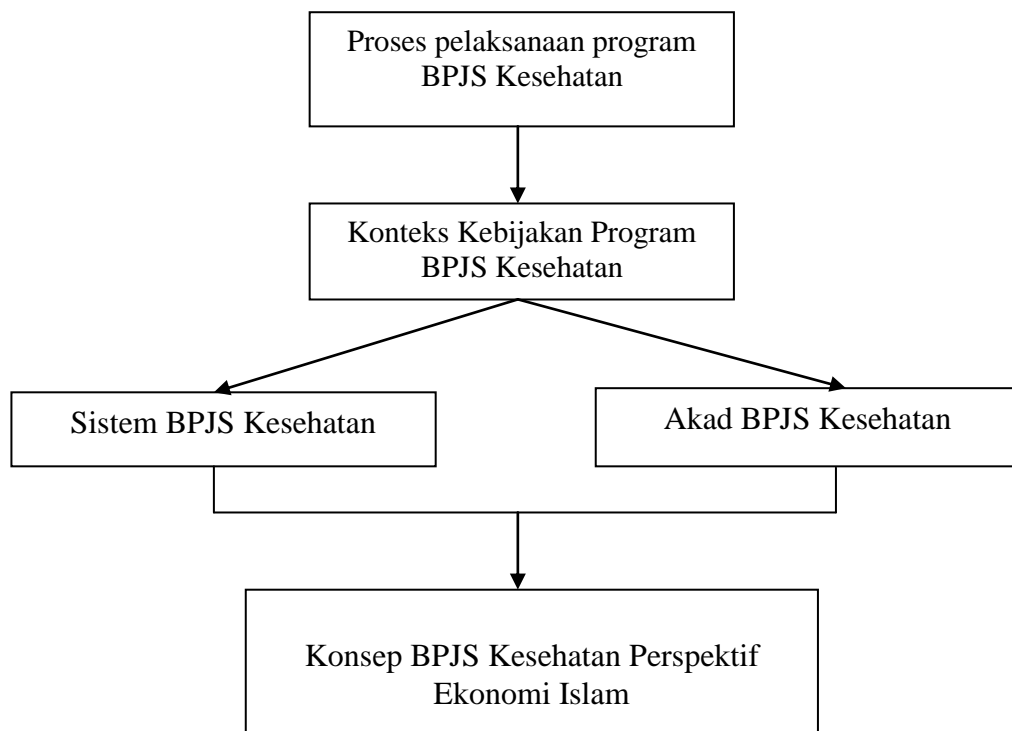 Proses pelaksanaan program
BPJS Kesehatan
Konteks Kebijakan Program
BPJS Kesehatan
Sistem BPJS Kesehatan
Akad BPJS Kesehatan
Konsep BPJS Kesehatan Perspektif
Ekonomi Islam